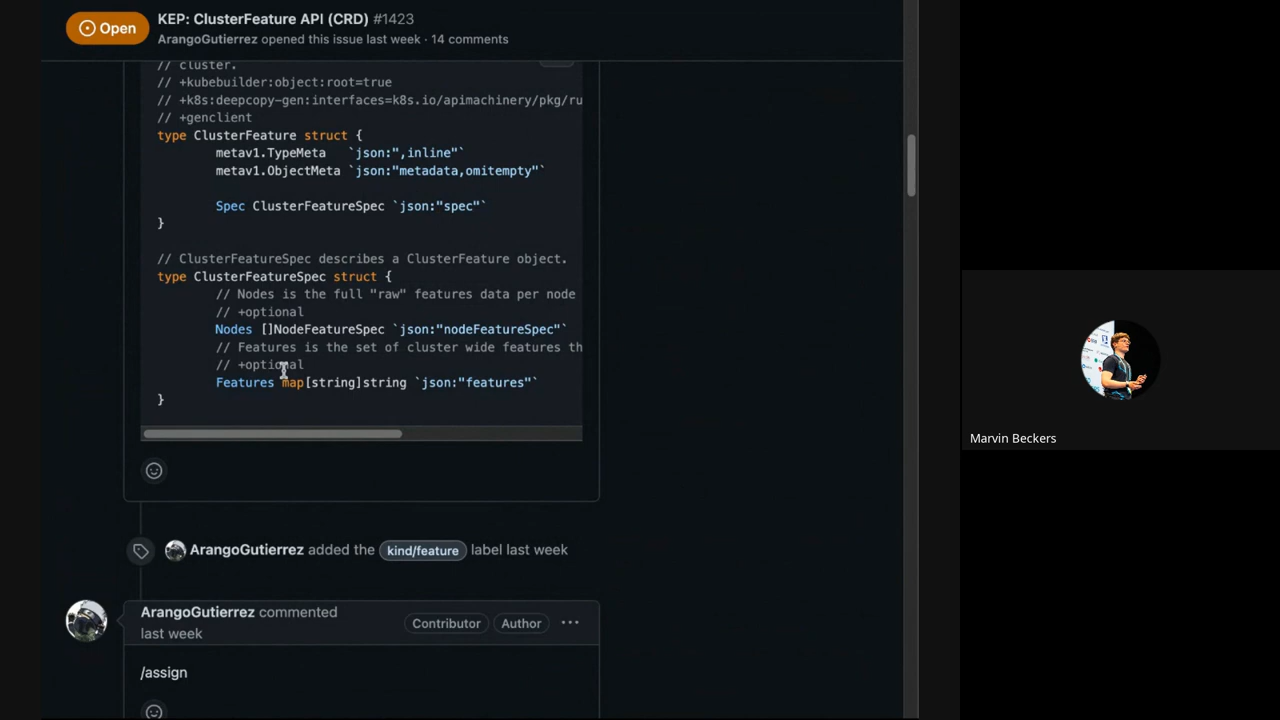 Open
KEP: ClusterFeature API (CRD) #1423
ArangoGutierrez opened this issue last week · 14 comments
// cluster.
// +kubebuilder:object:root=true
// +k8s:deepcopy-gen:interfaces=k8s.io/apimachinery/pkg/ru
// +genclient
type ClusterFeature struct {
metav1.TypeMeta `json:",inline"`
metav1.ObjectMeta `json:"metadata,omitempty"`
Spec ClusterFeatureSpec `json:"spec"`
}
// ClusterFeatureSpec describes a ClusterFeature object.
type ClusterFeatureSpec struct {
// Nodes is the full "raw" features data per node
// +optional
Nodes []NodeFeatureSpec `json:"nodeFeatureSpec"`
// Features is the set of cluster wide features th
// +optional
Features map[string]string `json:"features"`
}
ArangoGutierrez added the kind/feature label last week
ArangoGutierrez commented
last week
Contributor
Author
/assign
Marvin Beckers